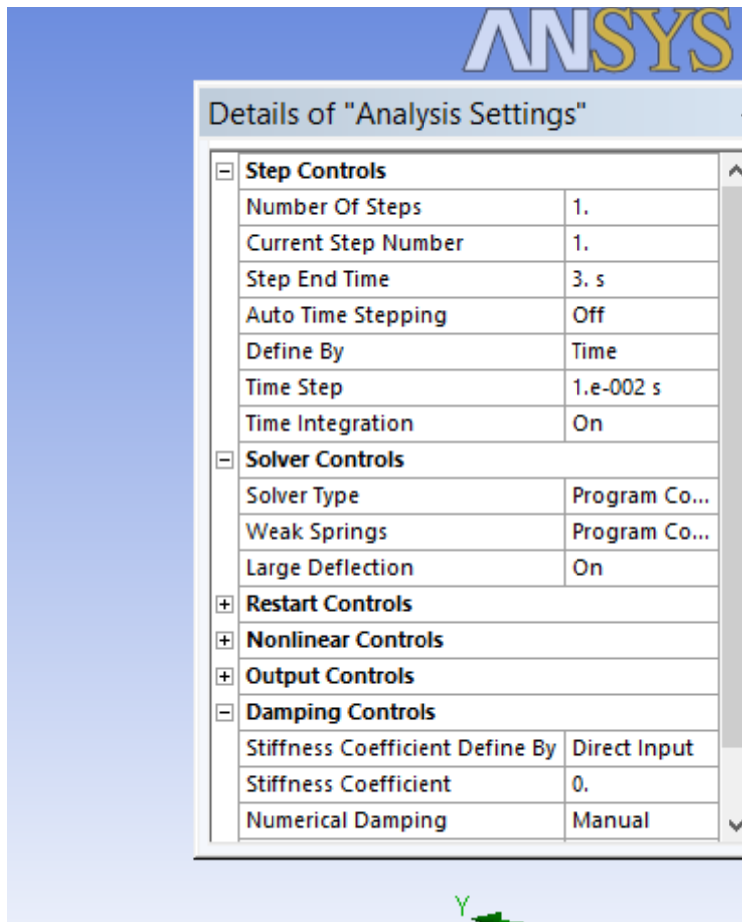 ANSYS
Details of "Analysis Settings"
Step Controls
Number Of Steps 1.
Current Step Number 1.
Step End Time 3. s
Auto Time Stepping Off
Define By Time
Time Step 1.e-002 s
Time Integration On
Solver Controls
Solver Type Program Co...
Weak Springs Program Co...
Large Deflection On
Restart Controls
Nonlinear Controls
Output Controls
Damping Controls
Stiffness Coefficient Define By Direct Input
Stiffness Coefficient 0.
Numerical Damping Manual
Y